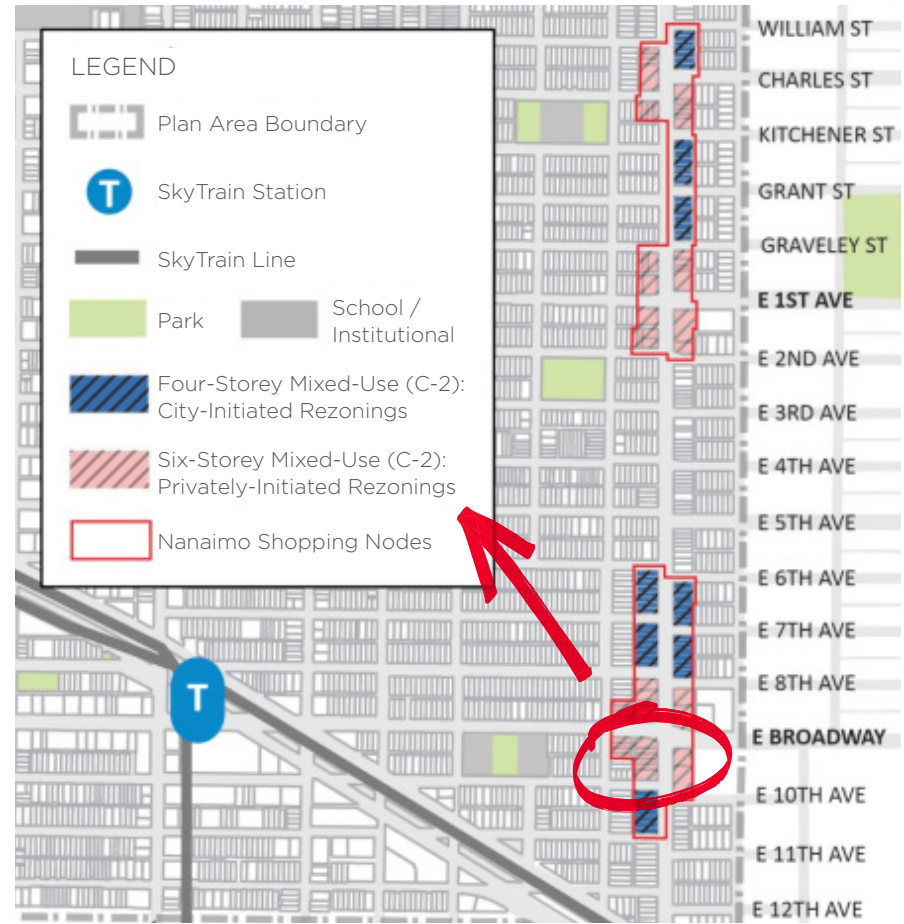 LEGEND
Plan Area Boundary
T
SkyTrain Station
SkyTrain Line
Park
School /
Institutional
Four-Storey Mixed-Use (C-2):
City-Initiated Rezonings
Six-Storey Mixed-Use (C-2):
Privately-Initiated Rezonings
Nanaimo Shopping Nodes
T
WILLIAM ST
CHARLES ST
KITCHENER ST
GRANT ST
GRAVELEY ST
E 1ST AVE
E 2ND AVE
E 3RD AVE
E 4TH AVE
E 5TH AVE
E 6TH AVE
E 7TH AVE
E 8TH AVE
E BROADWAY
E 10TH AVE
E 11TH AVE
E 12TH AVE